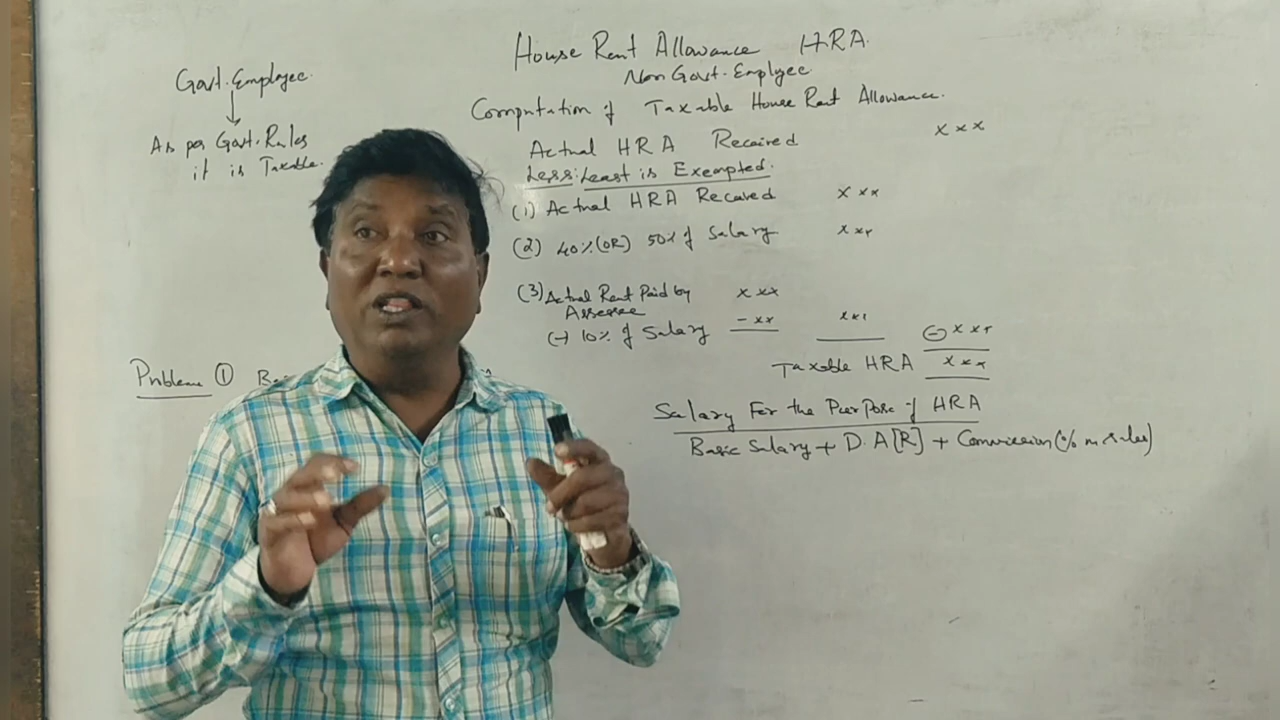 House Rent Allowance HRA
Non Govt. Emplyee
Computation of Taxable House Rent Allowance.
Actual HRA Received xxx
Less: Least is Exempted.
(1) Actual HRA Receved xxx
(2) 40% (OR) 50% of Salary xxx
(3) Actual Rent Paid by xxx
Assesee
(-) 10% of Salary - xx xxx (-) xxx
Taxable HRA xxx
Salary For the Purpose of HRA
Basic Salary + D.A [R] + Commission (% on sales)
Govt. Employee
↓
As per Govt. Rules
it is Taxable.
Problem ①